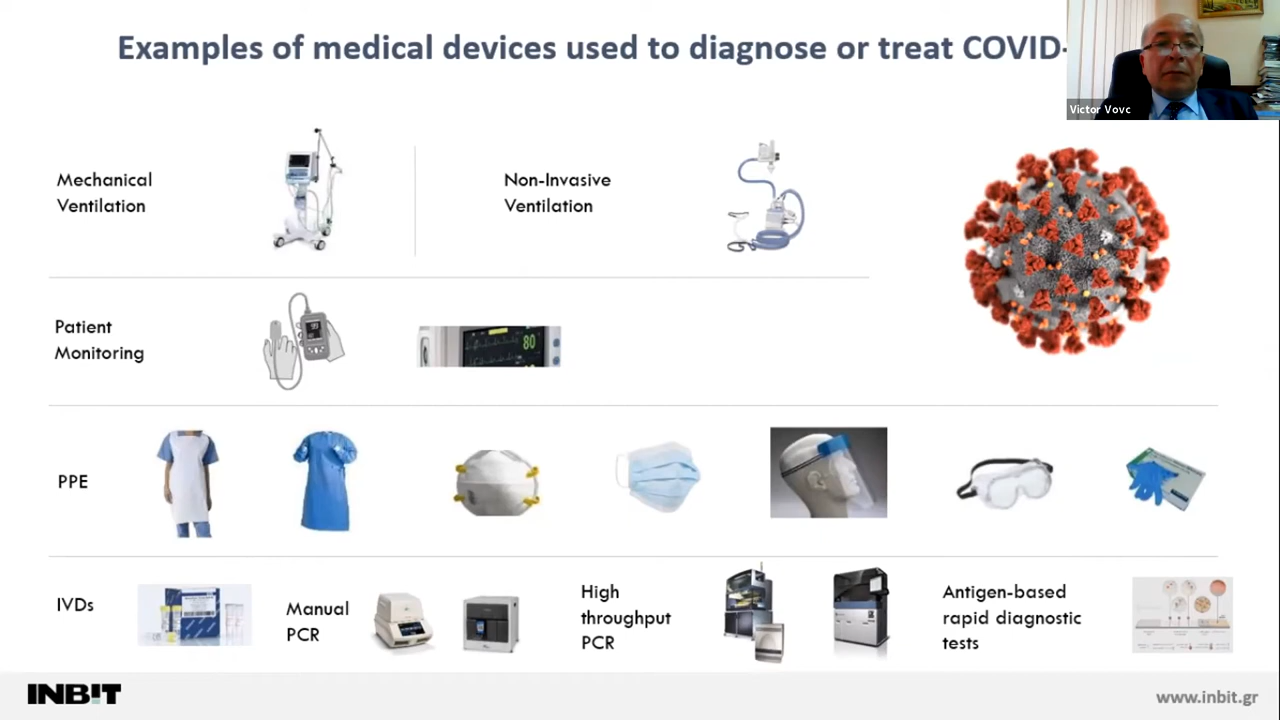 Examples of medical devices used to diagnose or treat COVID-
Victor Vovc
Mechanical
Ventilation
Non-Invasive
Ventilation
Patient
Monitoring
80
PPE
IVDs
Manual
PCR
High
throughput
PCR
Antigen-based
rapid diagnostic
tests
INBIT
www.inbit.gr